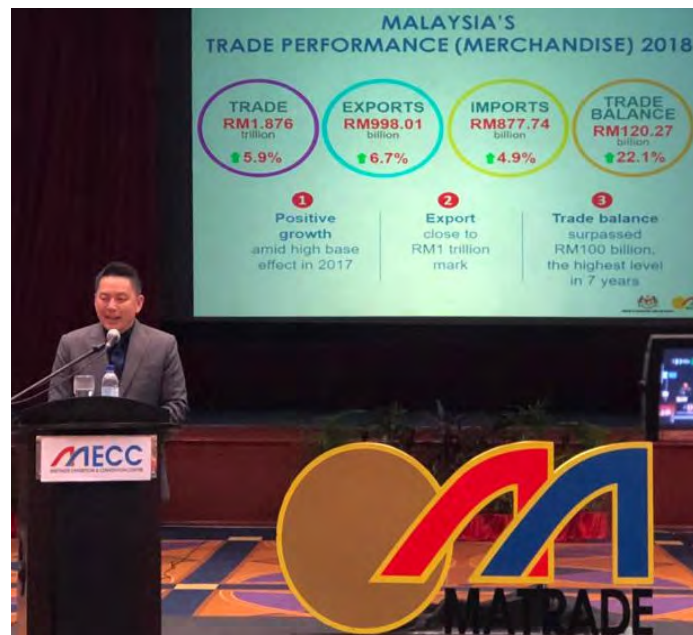 MALAYSIA'S
TRADE PERFORMANCE (MERCHANDISE) 2018
TRADE
RM1.876
trillion
5.9%
EXPORTS
RM998.01
billion
6.7%
IMPORTS
RM877.74
billion
4.9%
TRADE
BALANCE
RM120.27
billion
22.1%
1
Positive
growth
amid high base
effect in 2017
2
Export
close to
RM1 trillion
mark
3
Trade balance
surpassed
RM100 billion,
the highest level
in 7 years
MECC
MATRADE EXHIBITION & CONVENTION CENTRE
MATRADE